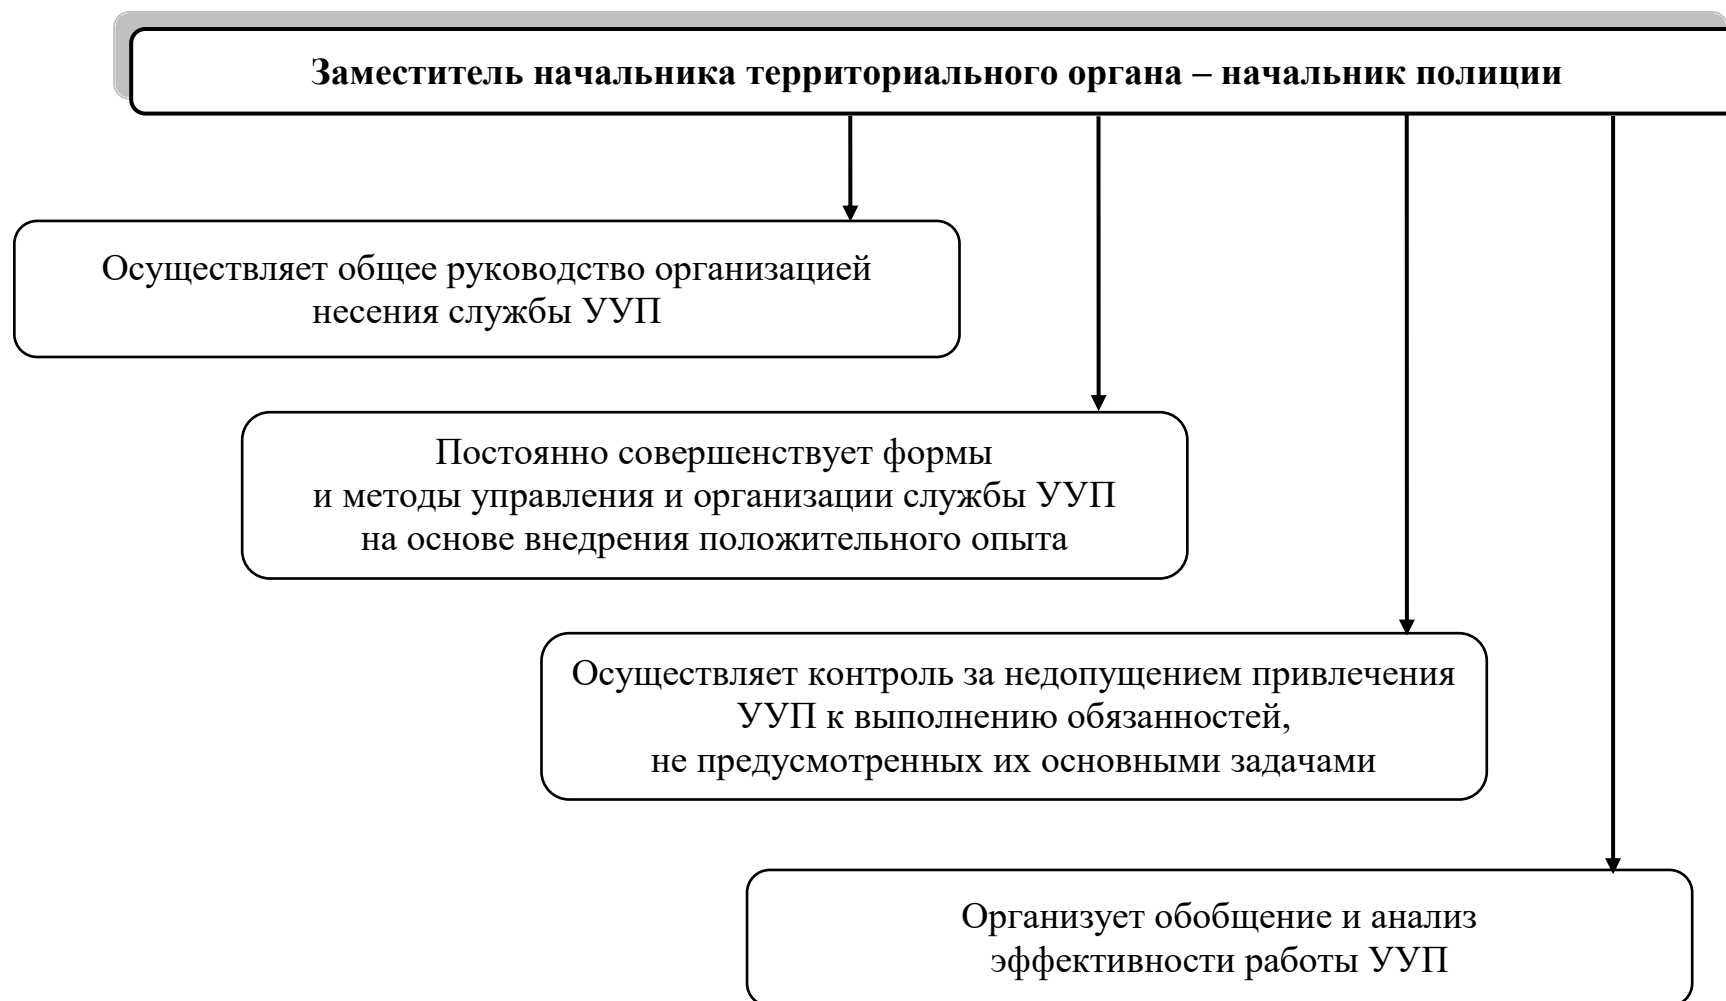 Заместитель начальника территориального органа – начальник полиции
Осуществляет общее руководство организацией
несения службы УУП
Постоянно совершенствует формы
и методы управления и организации службы УУП
на основе внедрения положительного опыта
Осуществляет контроль за недопущением привлечения
УУП к выполнению обязанностей,
не предусмотренных их основными задачами
Организует обобщение и анализ
эффективности работы УУП